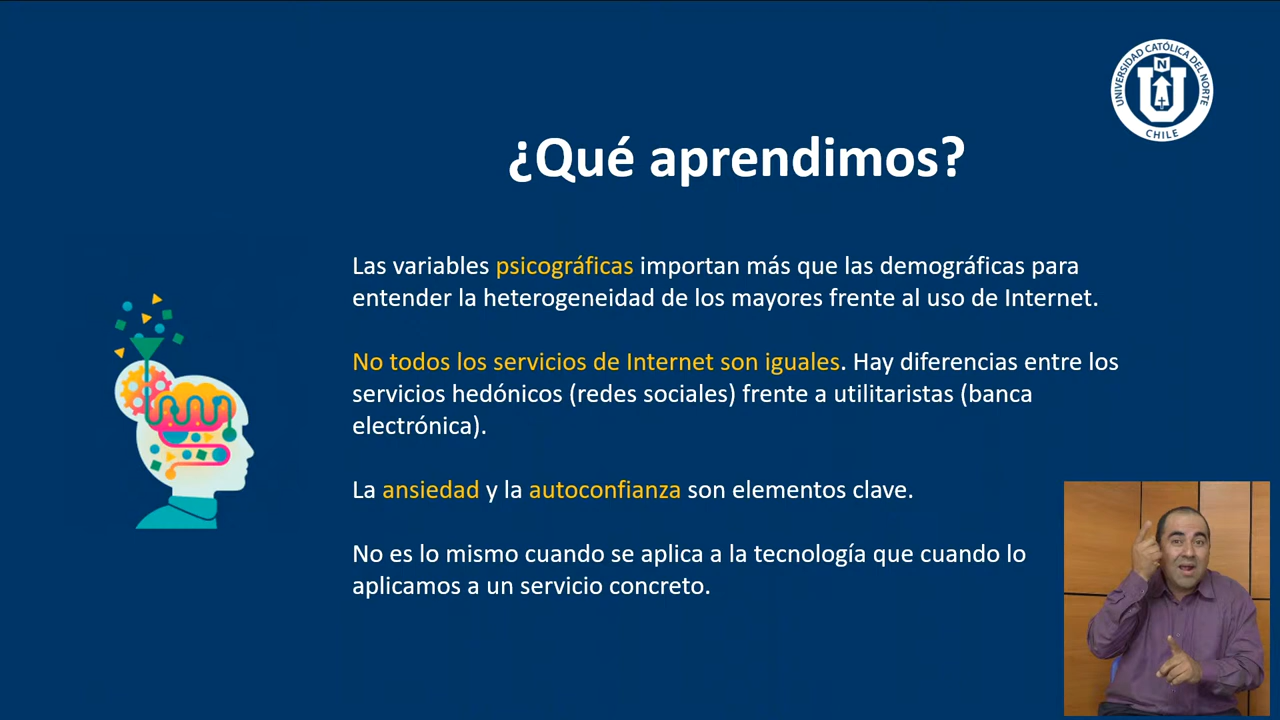 UNIVERSIDAD CATÓLICA DEL NORTE
N
CHILE
¿Qué aprendimos?
Las variables psicográficas importan más que las demográficas para
entender la heterogeneidad de los mayores frente al uso de Internet.
No todos los servicios de Internet son iguales. Hay diferencias entre los
servicios hedónicos (redes sociales) frente a utilitaristas (banca
electrónica).
La ansiedad y la autoconfianza son elementos clave.
No es lo mismo cuando se aplica a la tecnología que cuando lo
aplicamos a un servicio concreto.